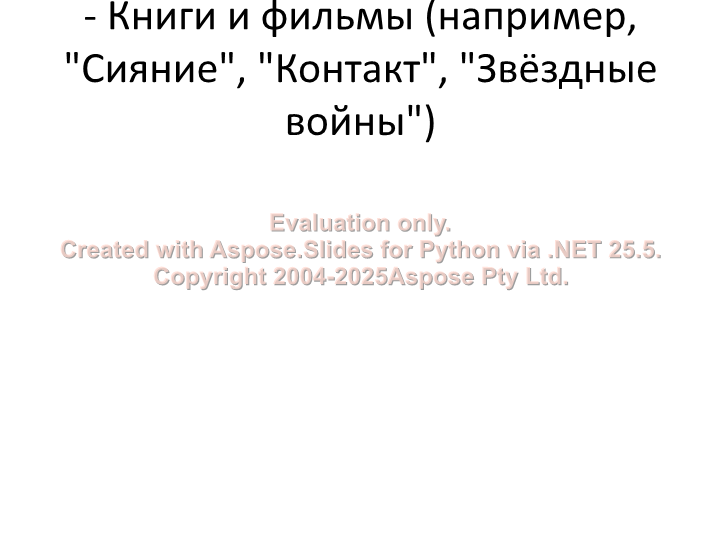 - Книги и фильмы (например,
"Сияние", "Контакт", "Звёздные
войны")
Evaluation only.
Created with Aspose.Slides for Python via .NET 25.5.
Copyright 2004-2025Aspose Pty Ltd.